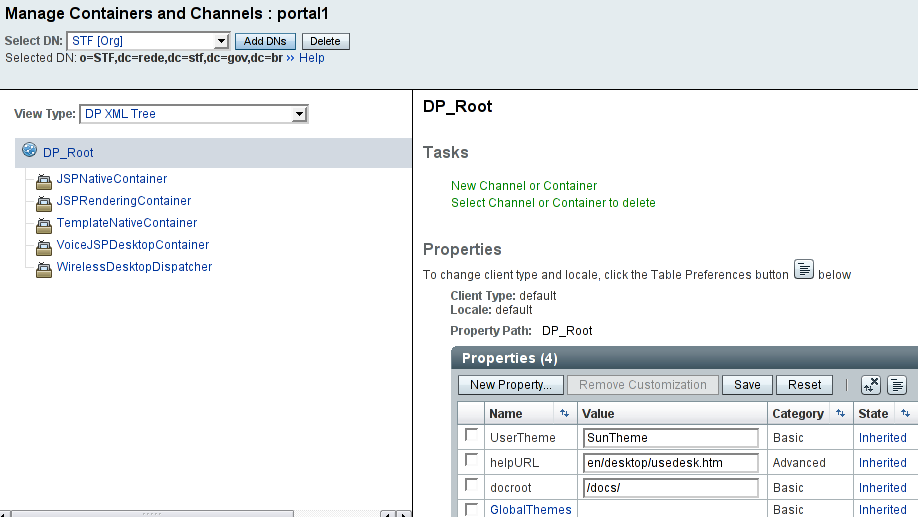 Manage Containers and Channels : portal1
Select DN: STF [Org] Add DNs Delete
Selected DN: o=STF,dc=rede,dc=stf,dc=gov,dc=br » Help
View Type: DP XML Tree
DP_Root
JSPNativeContainer
JSPRenderingContainer
TemplateNativeContainer
VoiceJSPDesktopContainer
WirelessDesktopDispatcher
DP_Root
Tasks
New Channel or Container
Select Channel or Container to delete
Properties
To change client type and locale, click the Table Preferences button below
Client Type: default
Locale: default
Property Path: DP_Root
Properties (4)
New Property... Remove Customization Save Reset
Name Value Category State
UserTheme SunTheme Basic Inherited
helpURL en/desktop/usedesk.htm Advanced Inherited
docroot /docs/ Basic Inherited
GlobalThemes Basic Inherited